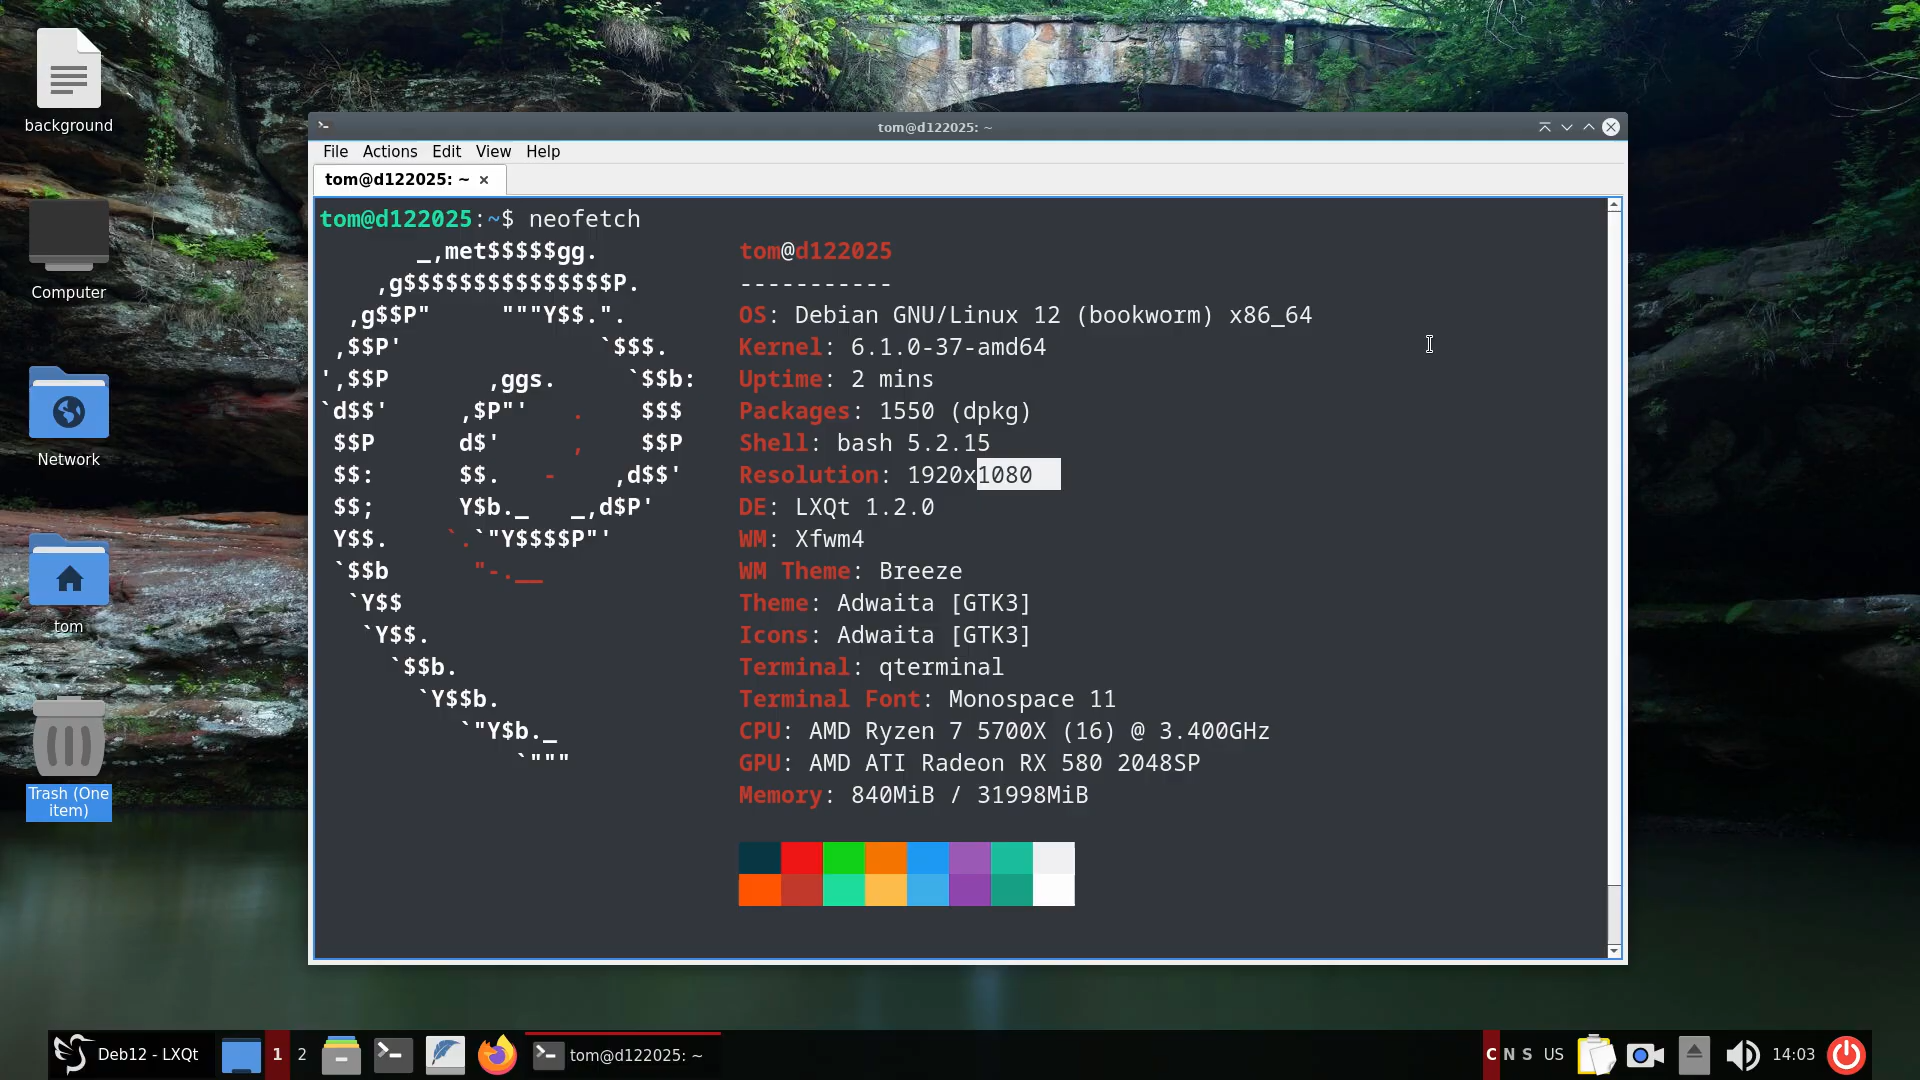 background
Computer
Network
tom
Trash (One
item)
tom@d122025: ~
File Actions Edit View Help
tom@d122025: ~
tom@d122025:~$ neofetch
       _,met$$$$$gg.          tom@d122025
    ,g$$$$$$$$$$$$$$$P.       -----------
  ,g$$P"     """Y$$.".        OS: Debian GNU/Linux 12 (bookworm) x86_64
 ,$$P'              `$$$.     Kernel: 6.1.0-37-amd64
',$$P       ,ggs.     `$$b:   Uptime: 2 mins
`d$$'     ,$P"'   .    $$$    Packages: 1550 (dpkg)
 $$P      d$'     ,    $$P    Shell: bash 5.2.15
 $$:      $$.   -    ,d$$'    Resolution: 1920x1080
 $$;      Y$b._   _,d$P'      DE: LXQt 1.2.0
 Y$$.    `.`"Y$$$$P"'         WM: Xfwm4
 `$$b      "-.__              WM Theme: Breeze
  `Y$$                        Theme: Adwaita [GTK3]
   `Y$$.                      Icons: Adwaita [GTK3]
     `$$b.                    Terminal: qterminal
       `Y$$b.                 Terminal Font: Monospace 11
          `"Y$b._             CPU: AMD Ryzen 7 5700X (16) @ 3.400GHz
              `"""            GPU: AMD ATI Radeon RX 580 2048SP
                              Memory: 840MiB / 31998MiB
Deb12 - LXQt 1 2 tom@d122025: ~ C N S US 14:03